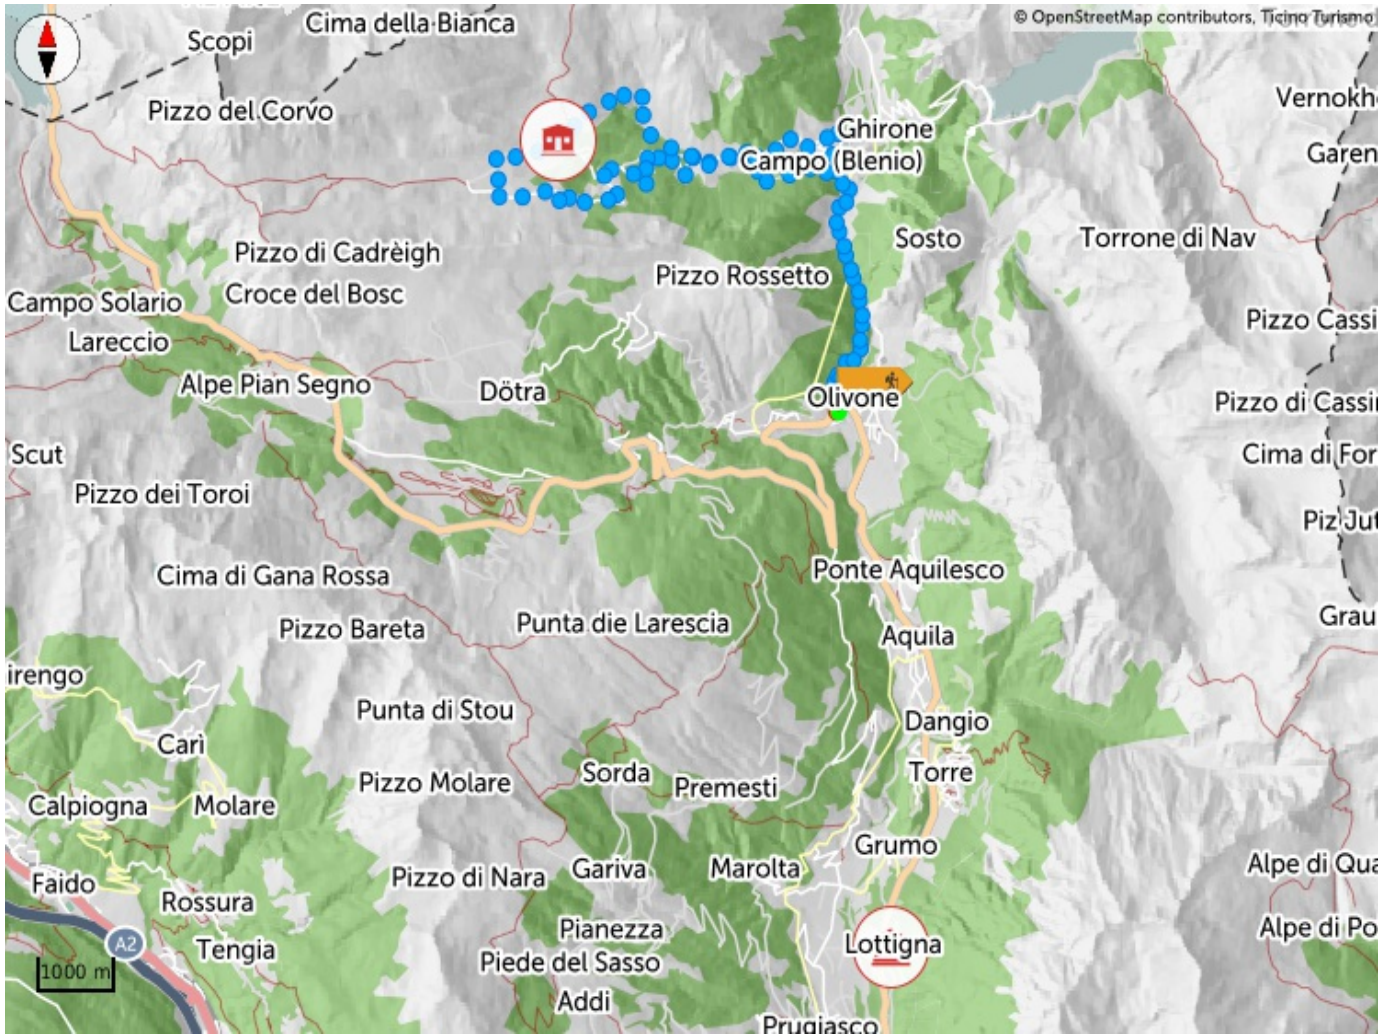 © OpenStreetMap contributors, Ticino Turismo
Cima della Bianca
Scopi
Pizzo del Corvo
Vernokh
Ghirone
Campo (Blenio)
Garen
Pizzo di Cadrèigh
Sosto
Torrone di Nav
Pizzo Rossetto
Croce del Bosc
Campo Solario
Pizzo Cassi
Lareccio
Alpe Pian Segno
Dötra
Olivone
Pizzo di Cassi
Scut
Cima di For
Pizzo dei Toroi
Piz Jut
Cima di Gana Rossa
Ponte Aquilesco
Pizzo Bareta
Punta die Larescia
Grau
Aquila
irengo
Punta di Stou
Dangio
Carì
Sorda
Torre
Pizzo Molare
Premesti
Calpiogna
Molare
Grumo
Gariva
Marolta
Alpe di Qua
Pizzo di Nara
Faido
Rossura
Pianezza
Alpe di Po
A2
Tengia
Lottigna
Piede del Sasso
1000 m
Addi
Prugiasco